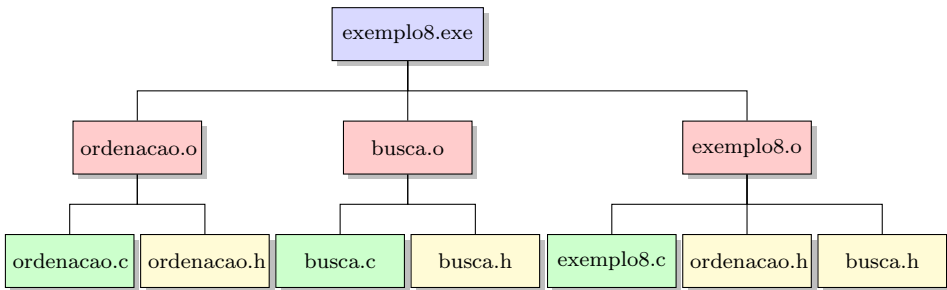 exemplo8.exe
ordenacao.o
busca.o
exemplo8.o
ordenacao.c
ordenacao.h
busca.c
busca.h
exemplo8.c
ordenacao.h
busca.h